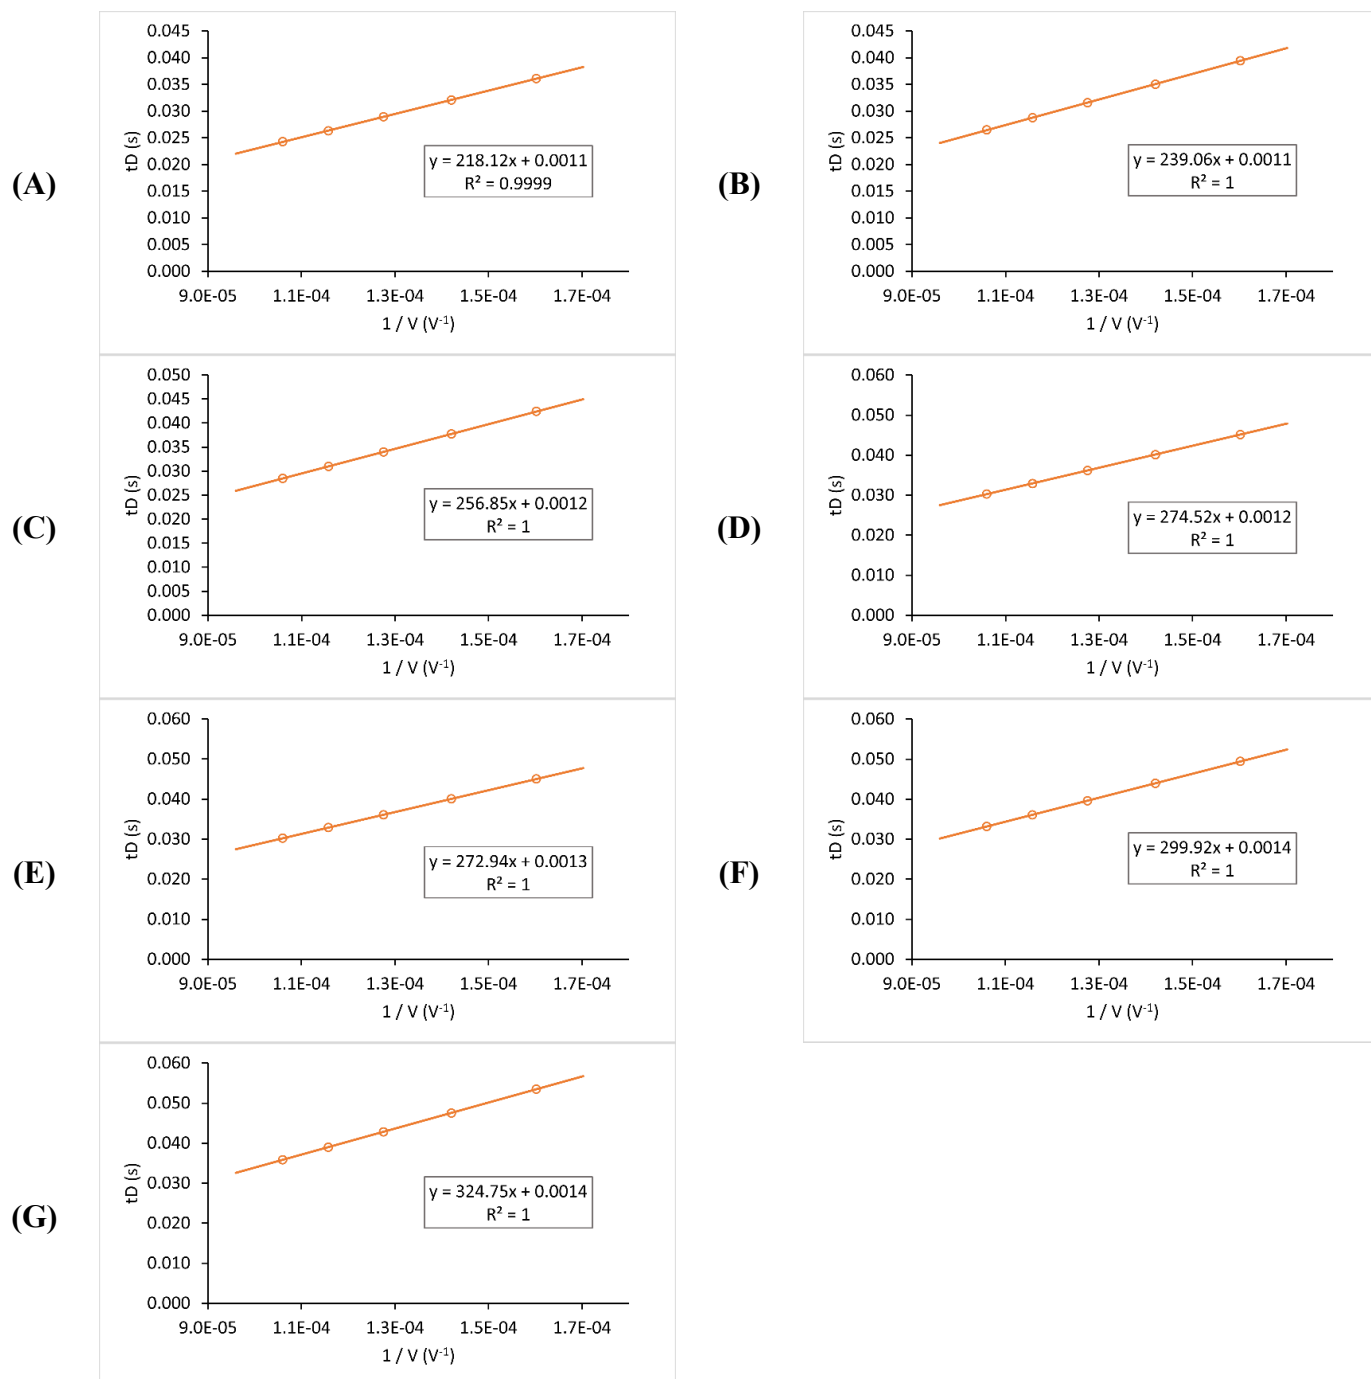 (A)
tD (s)
0.045
0.040
0.035
0.030
0.025
0.020
0.015
0.010
0.005
0.000
y = 218.12x + 0.0011
R² = 0.9999
9.0E-05 1.1E-04 1.3E-04 1.5E-04 1.7E-04
1 / V (V⁻¹)
(B)
tD (s)
0.045
0.040
0.035
0.030
0.025
0.020
0.015
0.010
0.005
0.000
y = 239.06x + 0.0011
R² = 1
9.0E-05 1.1E-04 1.3E-04 1.5E-04 1.7E-04
1 / V (V⁻¹)
(C)
tD (s)
0.050
0.045
0.040
0.035
0.030
0.025
0.020
0.015
0.010
0.005
0.000
y = 256.85x + 0.0012
R² = 1
9.0E-05 1.1E-04 1.3E-04 1.5E-04 1.7E-04
1 / V (V⁻¹)
(D)
tD (s)
0.060
0.050
0.040
0.030
0.020
0.010
0.000
y = 274.52x + 0.0012
R² = 1
9.0E-05 1.1E-04 1.3E-04 1.5E-04 1.7E-04
1 / V (V⁻¹)
(E)
tD (s)
0.060
0.050
0.040
0.030
0.020
0.010
0.000
y = 272.94x + 0.0013
R² = 1
9.0E-05 1.1E-04 1.3E-04 1.5E-04 1.7E-04
1 / V (V⁻¹)
(F)
tD (s)
0.060
0.050
0.040
0.030
0.020
0.010
0.000
y = 299.92x + 0.0014
R² = 1
9.0E-05 1.1E-04 1.3E-04 1.5E-04 1.7E-04
1 / V (V⁻¹)
(G)
tD (s)
0.060
0.050
0.040
0.030
0.020
0.010
0.000
y = 324.75x + 0.0014
R² = 1
9.0E-05 1.1E-04 1.3E-04 1.5E-04 1.7E-04
1 / V (V⁻¹)